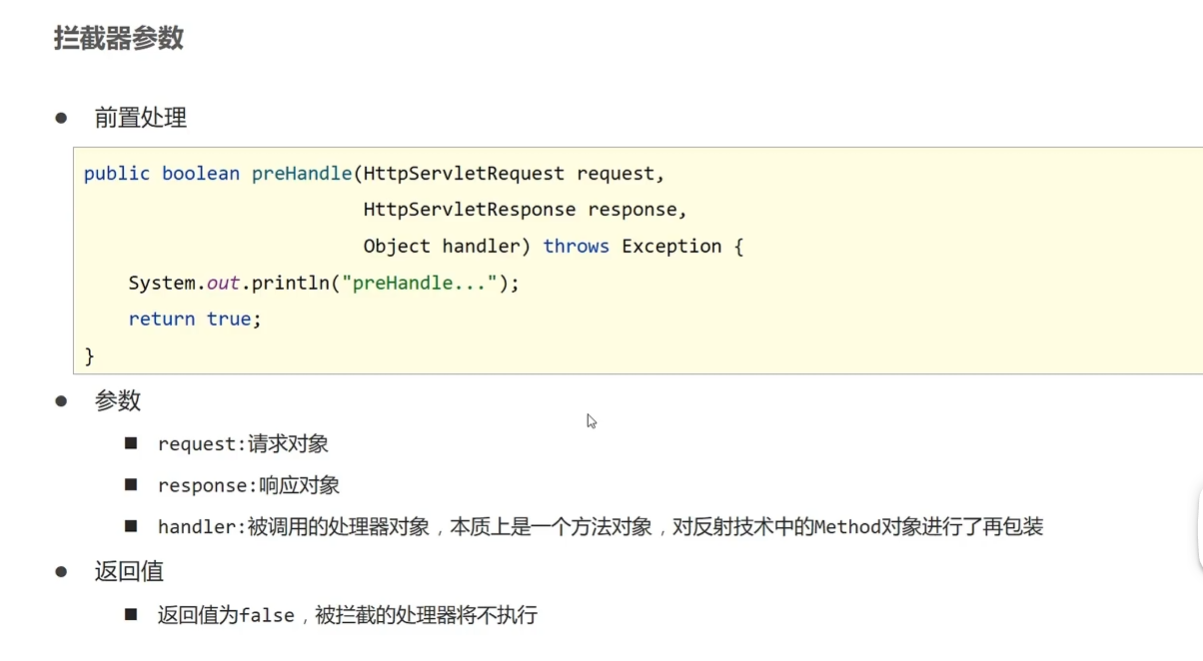 拦截器参数
● 前置处理
public boolean preHandle(HttpServletRequest request,
HttpServletResponse response,
Object handler) throws Exception {
System.out.println("preHandle...");
return true;
}
● 参数
■ request:请求对象
■ response:响应对象
■ handler:被调用的处理器对象，本质上是一个方法对象，对反射技术中的Method对象进行了再包装
● 返回值
■ 返回值为false，被拦截的处理器将不执行